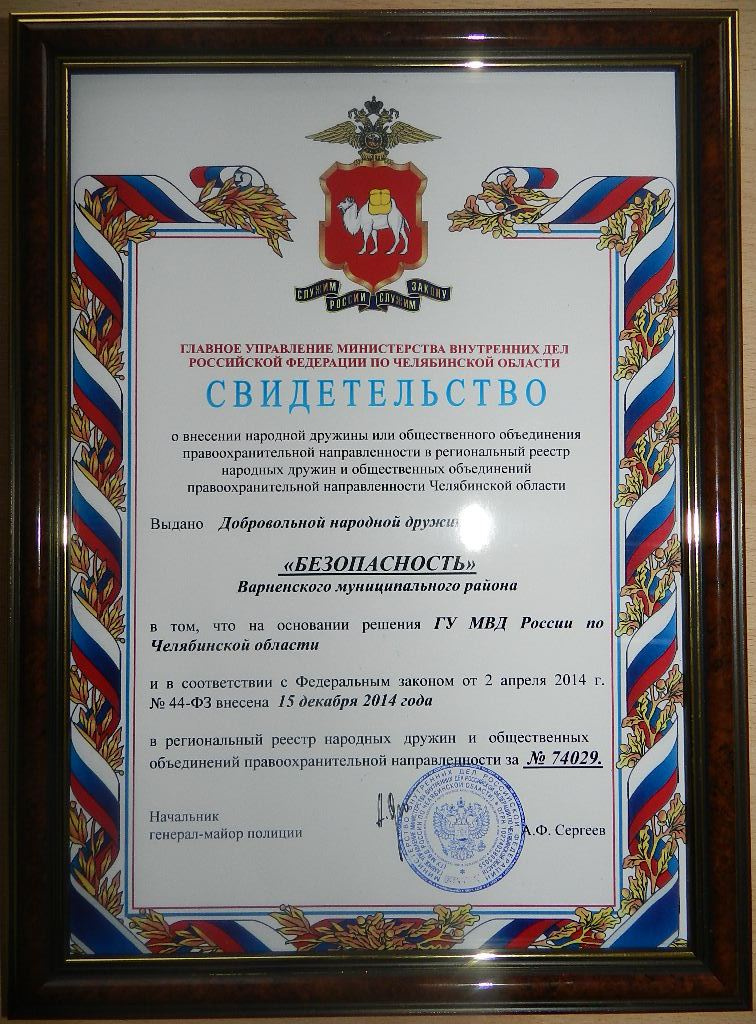 СЛУЖИМ РОССИИ СЛУЖИМ ЗАКОНУ
ГЛАВНОЕ УПРАВЛЕНИЕ МИНИСТЕРСТВА ВНУТРЕННИХ ДЕЛ
РОССИЙСКОЙ ФЕДЕРАЦИИ ПО ЧЕЛЯБИНСКОЙ ОБЛАСТИ
СВИДЕТЕЛЬСТВО
о внесении народной дружины или общественного объединения
правоохранительной направленности в региональный реестр
народных дружин и общественных объединений
правоохранительной направленности Челябинской области
Выдано Добровольной народной
«БЕЗОПАСНОСТЬ»
Варненского муниципального района
в том, что на основании решения ГУ МВД России по
Челябинской области
и в соответствии с Федеральным законом от 2 апреля 2014 г.
№ 44-ФЗ внесена 15 декабря 2014 года
в региональный реестр народных дружин и общественных
объединений правоохранительной направленности за № 74029.
Начальник
генерал-майор полиции А.Ф. Сергеев